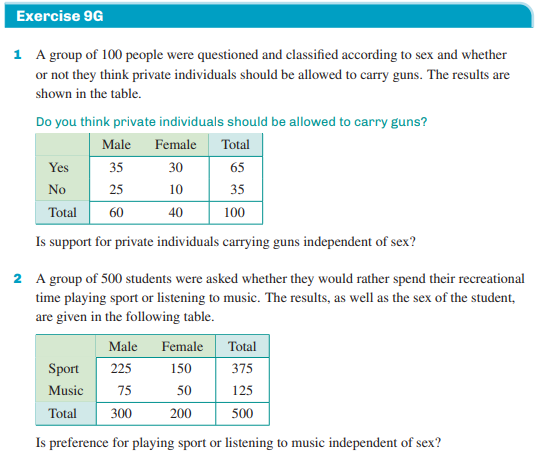 Exercise 9G
1 A group of 100 people were questioned and classified according to sex and whether
or not they think private individuals should be allowed to carry guns. The results are
shown in the table.
Do you think private individuals should be allowed to carry guns?
Male Female Total
Yes 35 30 65
No 25 10 35
Total 60 40 100
Is support for private individuals carrying guns independent of sex?
2 A group of 500 students were asked whether they would rather spend their recreational
time playing sport or listening to music. The results, as well as the sex of the student,
are given in the following table.
Male Female Total
Sport 225 150 375
Music 75 50 125
Total 300 200 500
Is preference for playing sport or listening to music independent of sex?